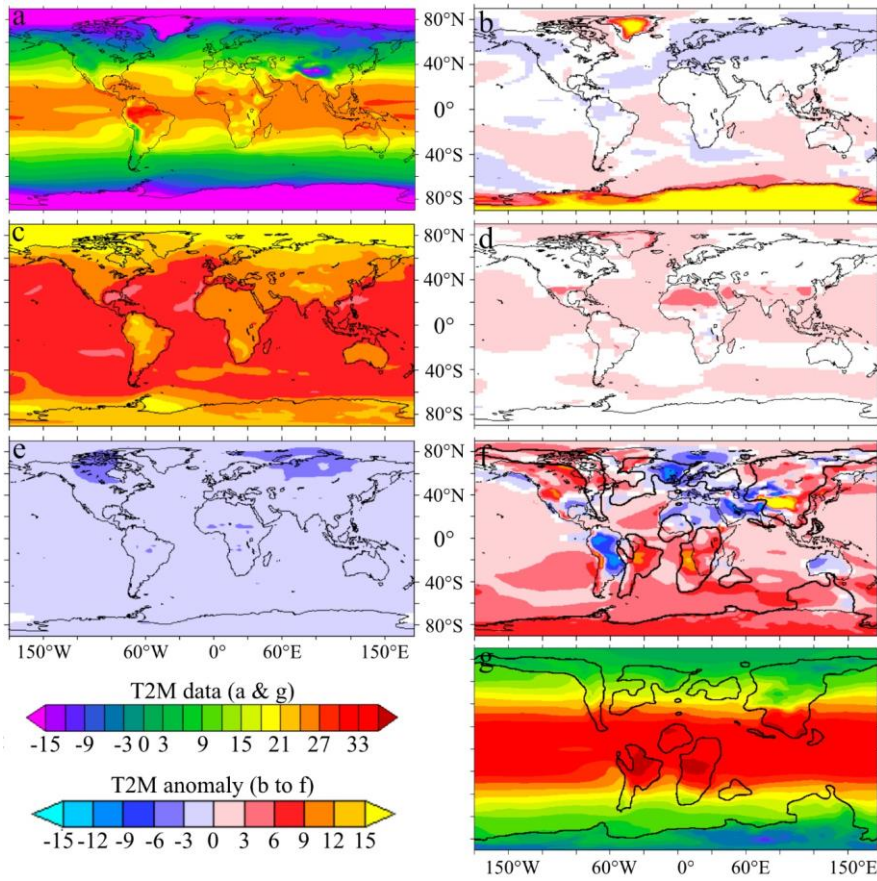 a
80°N
b
40°N
0°
40°S
80°S
c
80°N
d
40°N
0°
40°S
80°S
e
80°N
f
40°N
0°
40°S
80°S
150°W 60°W 0° 60°E 150°E
g
T2M data (a & g)
-15 -9 -3 0 3 9 15 21 27 33
T2M anomaly (b to f)
-15 -12 -9 -6 -3 0 3 6 9 12 15
150°W 60°W 0° 60°E 150°E